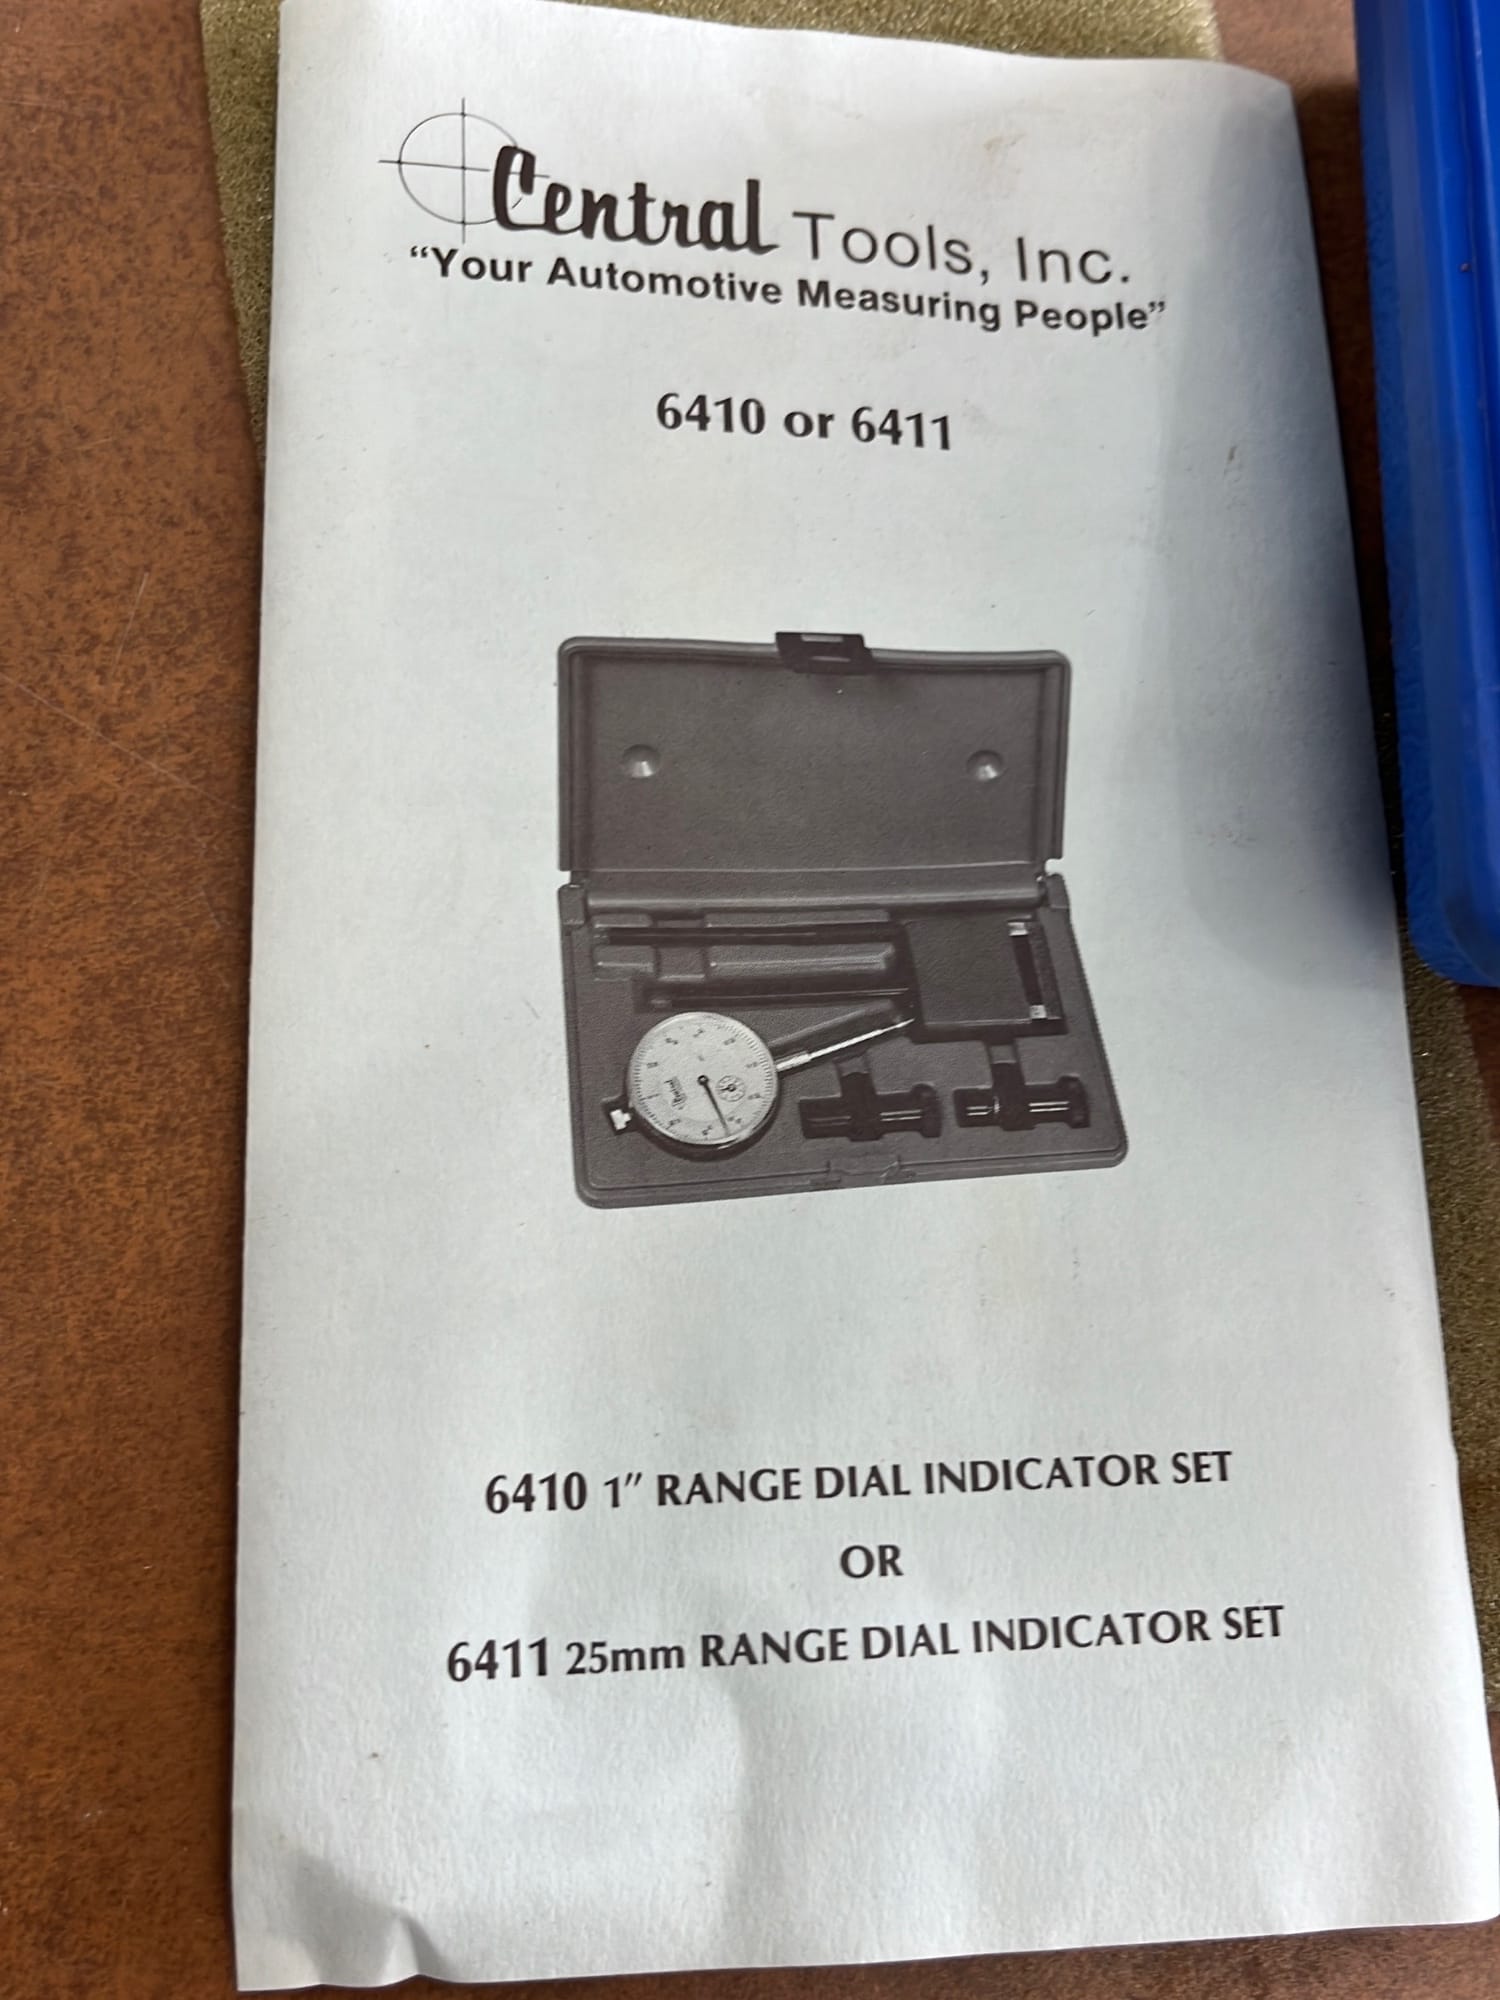 Central Tools, Inc.
“Your Automotive Measuring People”
6410 or 6411
6410 1” RANGE DIAL INDICATOR SET
OR
6411 25mm RANGE DIAL INDICATOR SET